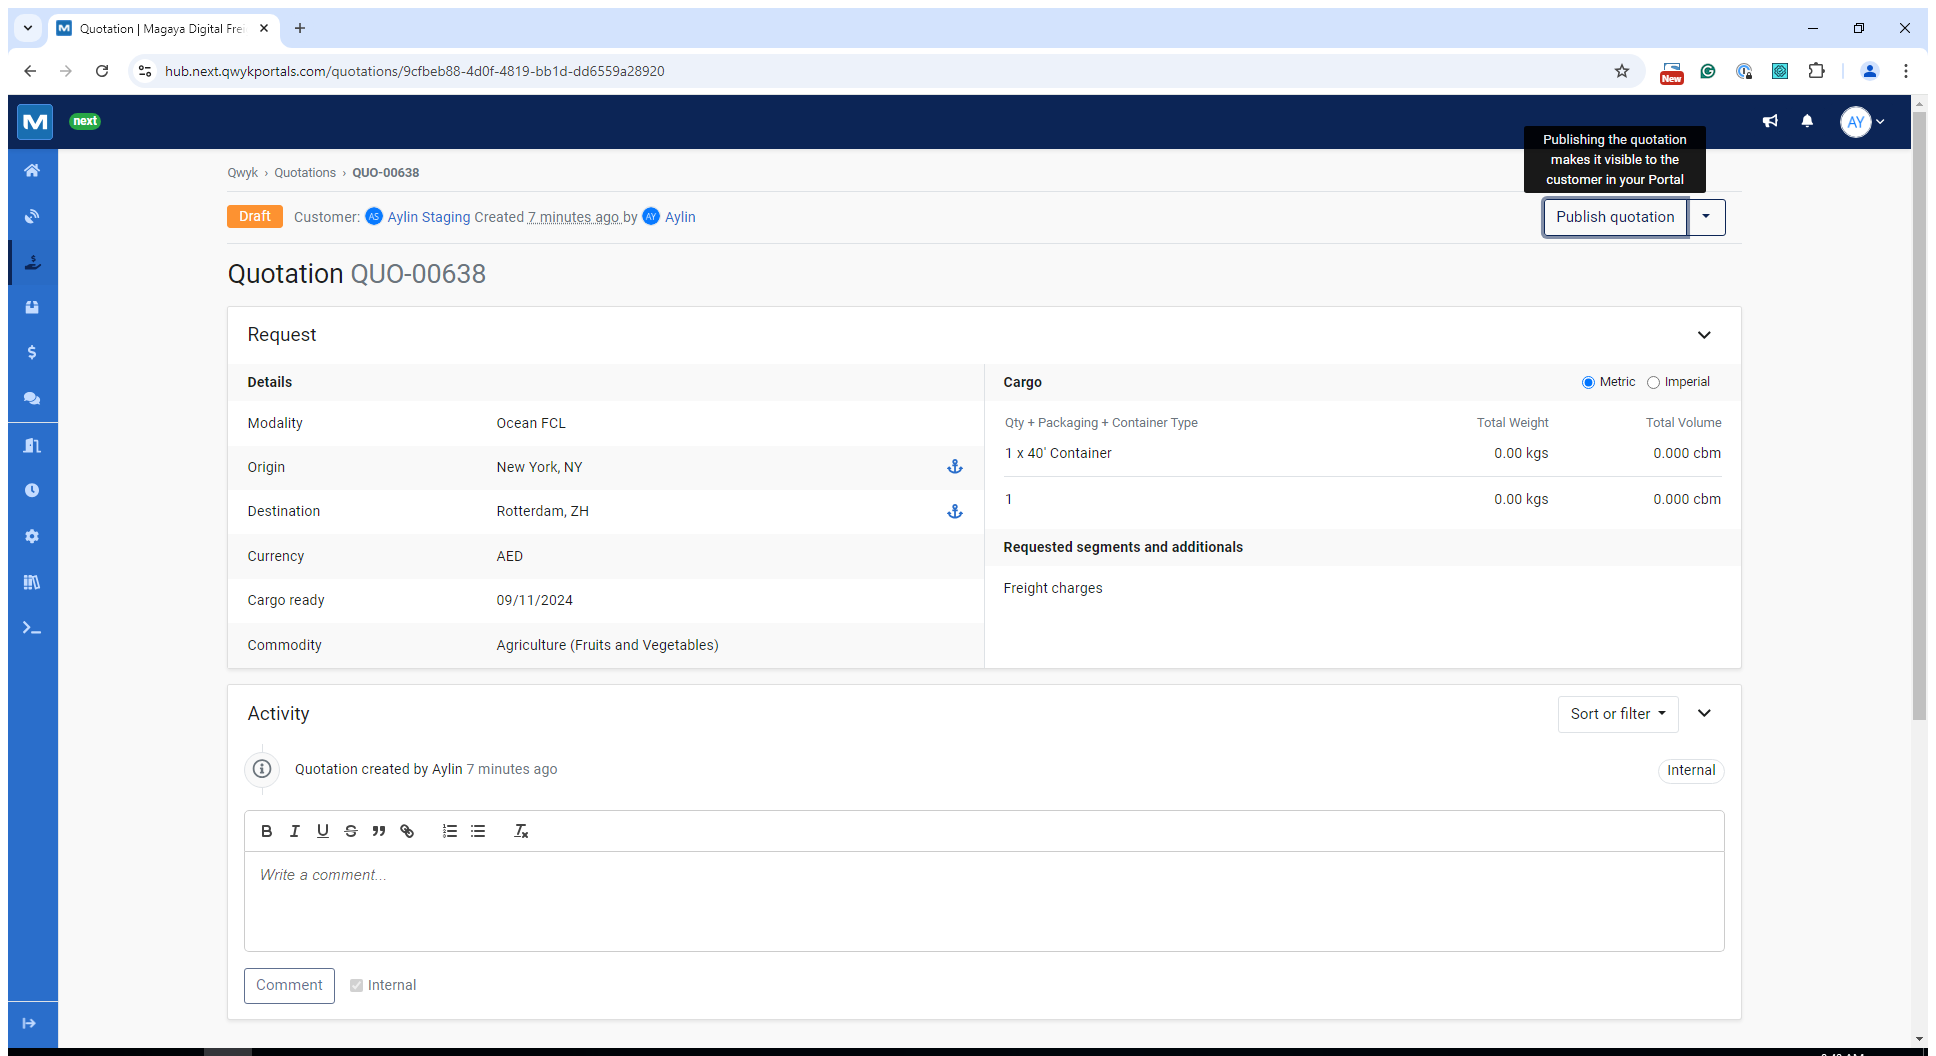 Quotation | Magaya Digital Frei
hub.next.qwykportals.com/quotations/9cfbeb88-4d0f-4819-bb1d-dd6559a28920
New
M
next
AY
Publishing the quotation
makes it visible to the
customer in your Portal
Qwyk › Quotations › QUO-00638
Draft Customer: AS Aylin Staging Created 7 minutes ago by AY Aylin
Publish quotation
Quotation QUO-00638
Request
Details
Modality Ocean FCL
Origin New York, NY
Destination Rotterdam, ZH
Currency AED
Cargo ready 09/11/2024
Commodity Agriculture (Fruits and Vegetables)
Cargo Metric Imperial
Qty + Packaging + Container Type Total Weight Total Volume
1 x 40' Container 0.00 kgs 0.000 cbm
1 0.00 kgs 0.000 cbm
Requested segments and additionals
Freight charges
Activity Sort or filter
Quotation created by Aylin 7 minutes ago Internal
Write a comment...
Comment Internal